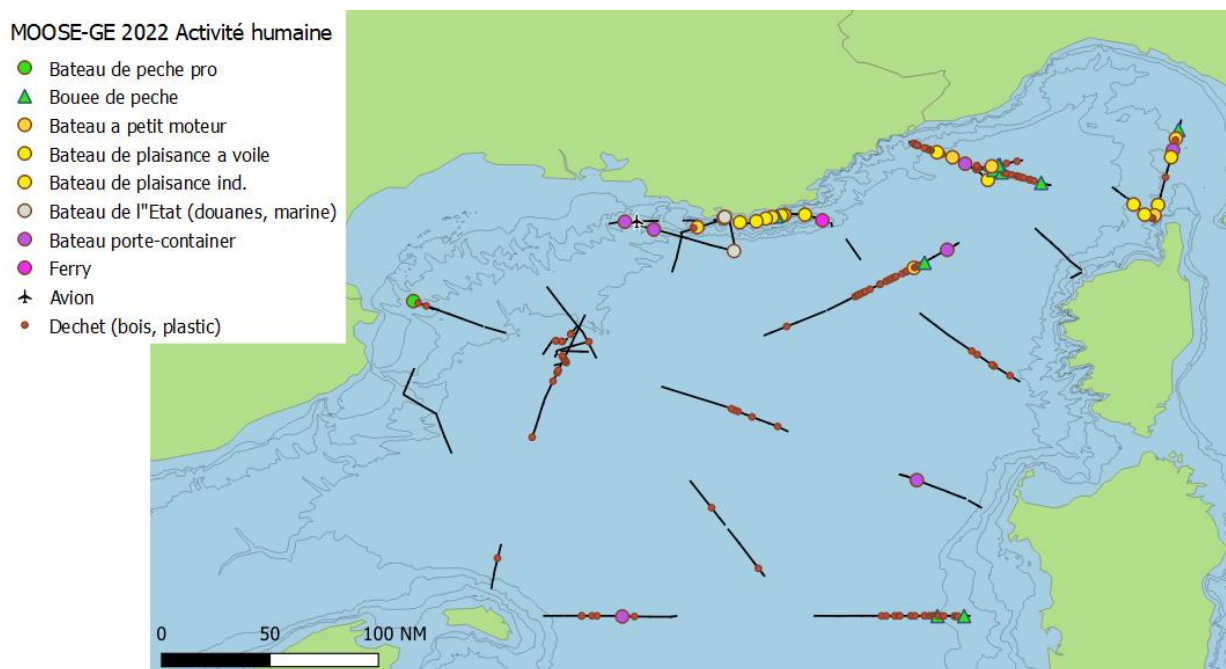 MOOSE-GE 2022 Activité humaine
Bateau de peche pro
Bouee de peche
Bateau a petit moteur
Bateau de plaisance a voile
Bateau de plaisance ind.
Bateau de l"Etat (douanes, marine)
Bateau porte-container
Ferry
Avion
Dechet (bois, plastic)
0 50 100 NM